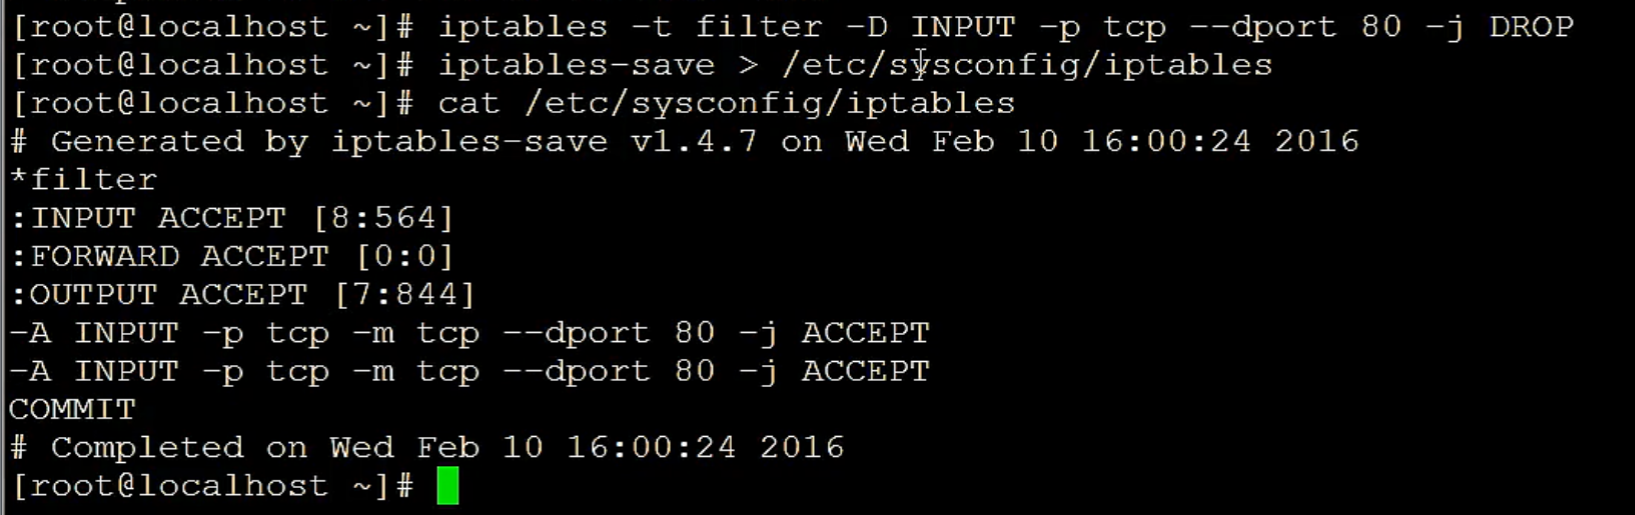 [root@localhost ~]# iptables -t filter -D INPUT -p tcp --dport 80 -j DROP
[root@localhost ~]# iptables-save > /etc/sysconfig/iptables
[root@localhost ~]# cat /etc/sysconfig/iptables
# Generated by iptables-save v1.4.7 on Wed Feb 10 16:00:24 2016
*filter
:INPUT ACCEPT [8:564]
:FORWARD ACCEPT [0:0]
:OUTPUT ACCEPT [7:844]
-A INPUT -p tcp -m tcp --dport 80 -j ACCEPT
-A INPUT -p tcp -m tcp --dport 80 -j ACCEPT
COMMIT
# Completed on Wed Feb 10 16:00:24 2016
[root@localhost ~]#